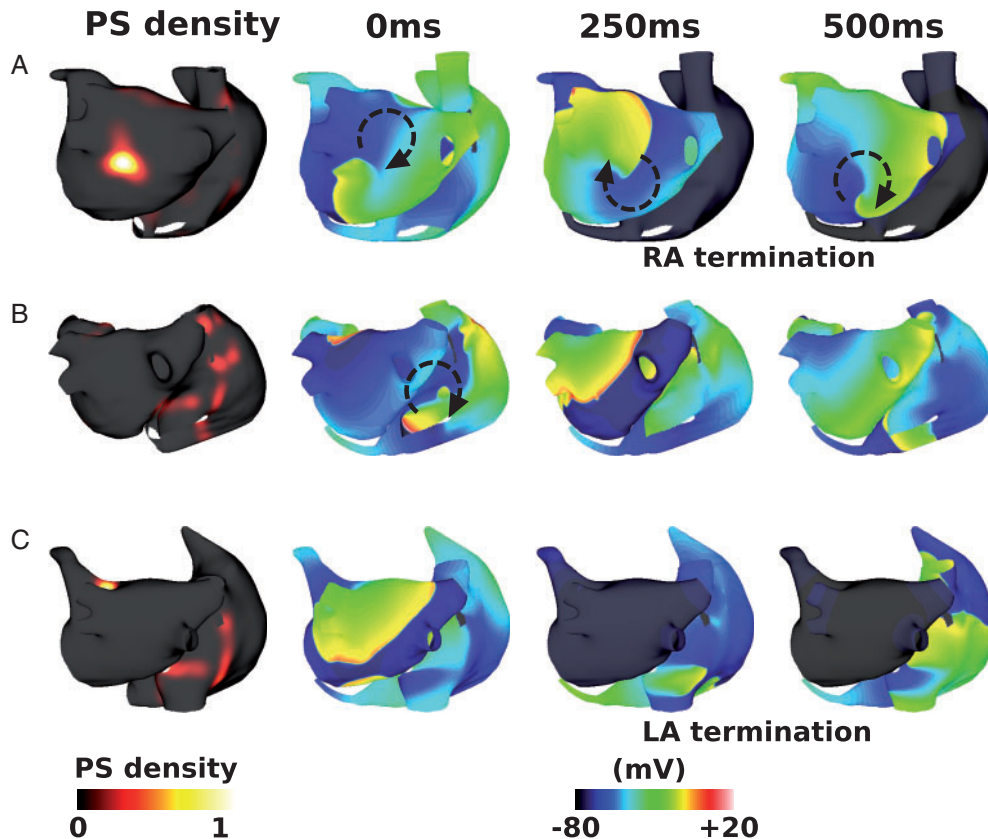 PS density 0ms 250ms 500ms
A
RA termination
B
C
LA termination
PS density (mV)
0 1 -80 +20